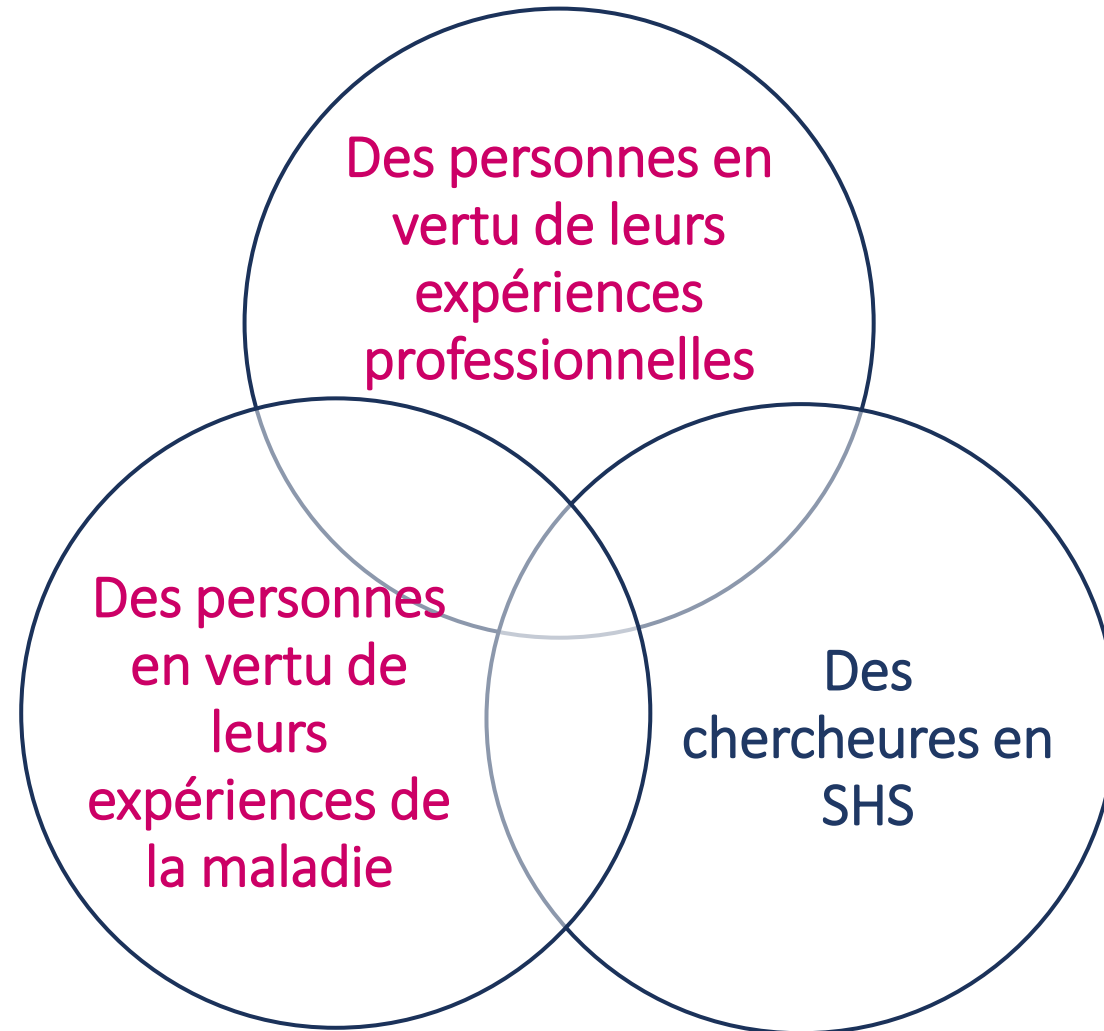 Des personnes en
vertu de leurs
expériences
professionnelles
Des personnes
en vertu de
leurs
expériences de
la maladie
Des
chercheures en
SHS